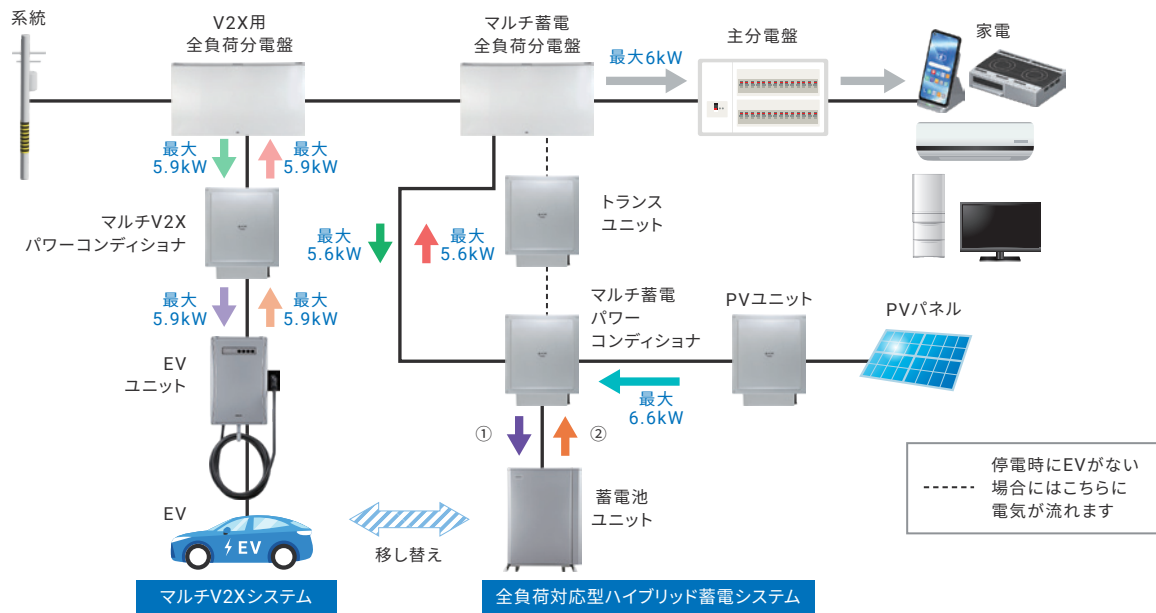 系統
V2X用
全負荷分電盤
マルチ蓄電
全負荷分電盤
最大6kW
主分電盤
家電
最大
5.9kW
最大
5.9kW
マルチV2X
パワーコンディショナ
トランス
ユニット
最大
5.6kW
最大
5.6kW
最大
5.9kW
最大
5.9kW
マルチ蓄電
パワー
コンディショナ
PVユニット
PVパネル
EV
ユニット
最大
6.6kW
①
②
停電時にEVがない
場合にはこちらに
電気が流れます
EV
EV
移し替え
蓄電池
ユニット
マルチV2Xシステム
全負荷対応型ハイブリッド蓄電システム